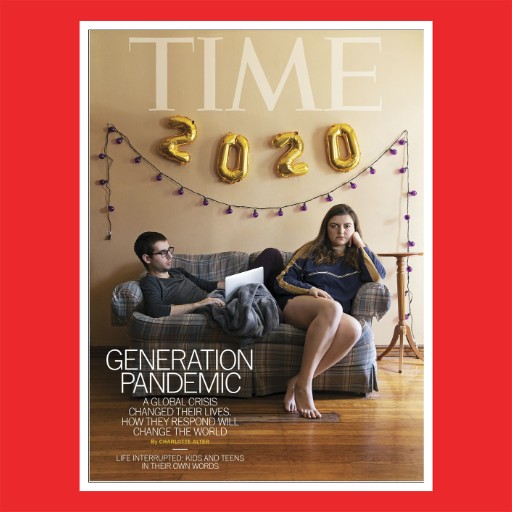 TIME
2020
GENERATION
PANDEMIC
A GLOBAL CRISIS
CHANGED THEIR LIVES.
HOW THEY RESPOND WILL
CHANGE THE WORLD
By CHARLOTTE ALTER
LIFE INTERRUPTED: KIDS AND TEENS
IN THEIR OWN WORDS